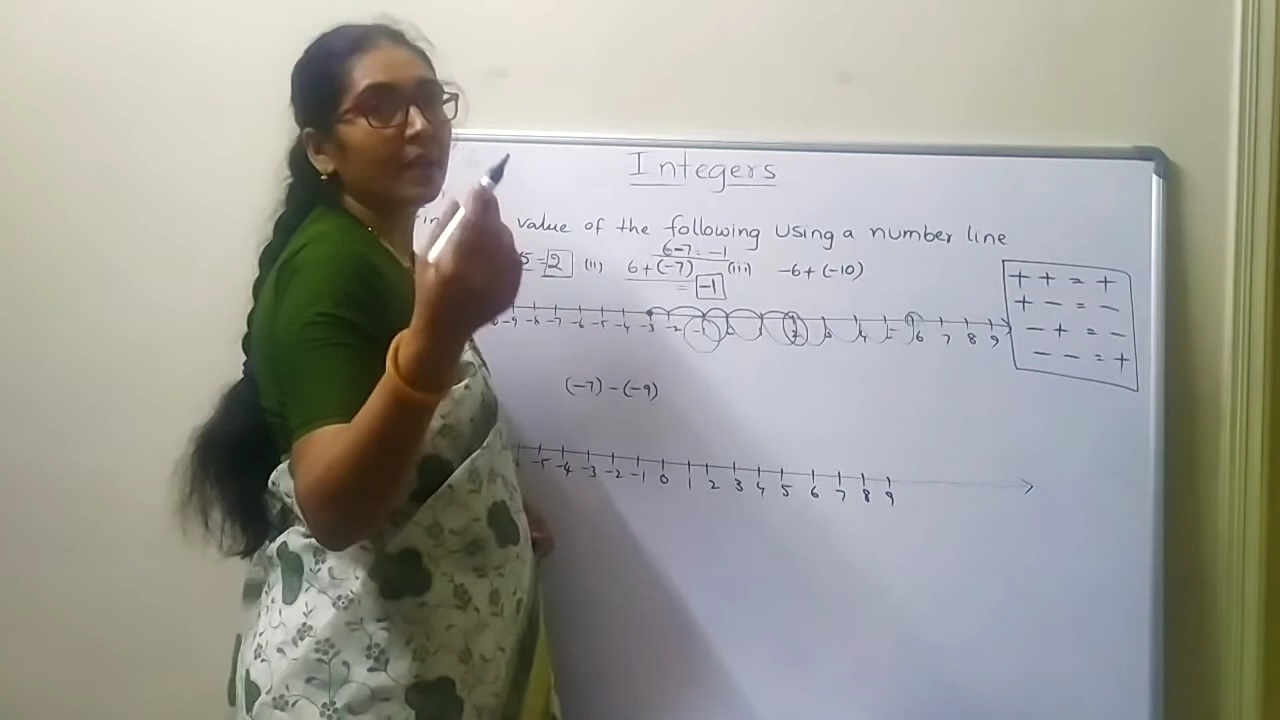 Integers
value of the following using a number line
6-7=-1
5=2 (ii) 6+(-7) (iii) -6+(-10)
= -1
+ + = +
+ - = -
- + = -
- - = +
-9 -8 -7 -6 -5 -4 -3 -2 -1 2 3 4 6 7 8 9
(-7)-(-9)
-5 -4 -3 -2 -1 0 1 2 3 4 5 6 7 8 9